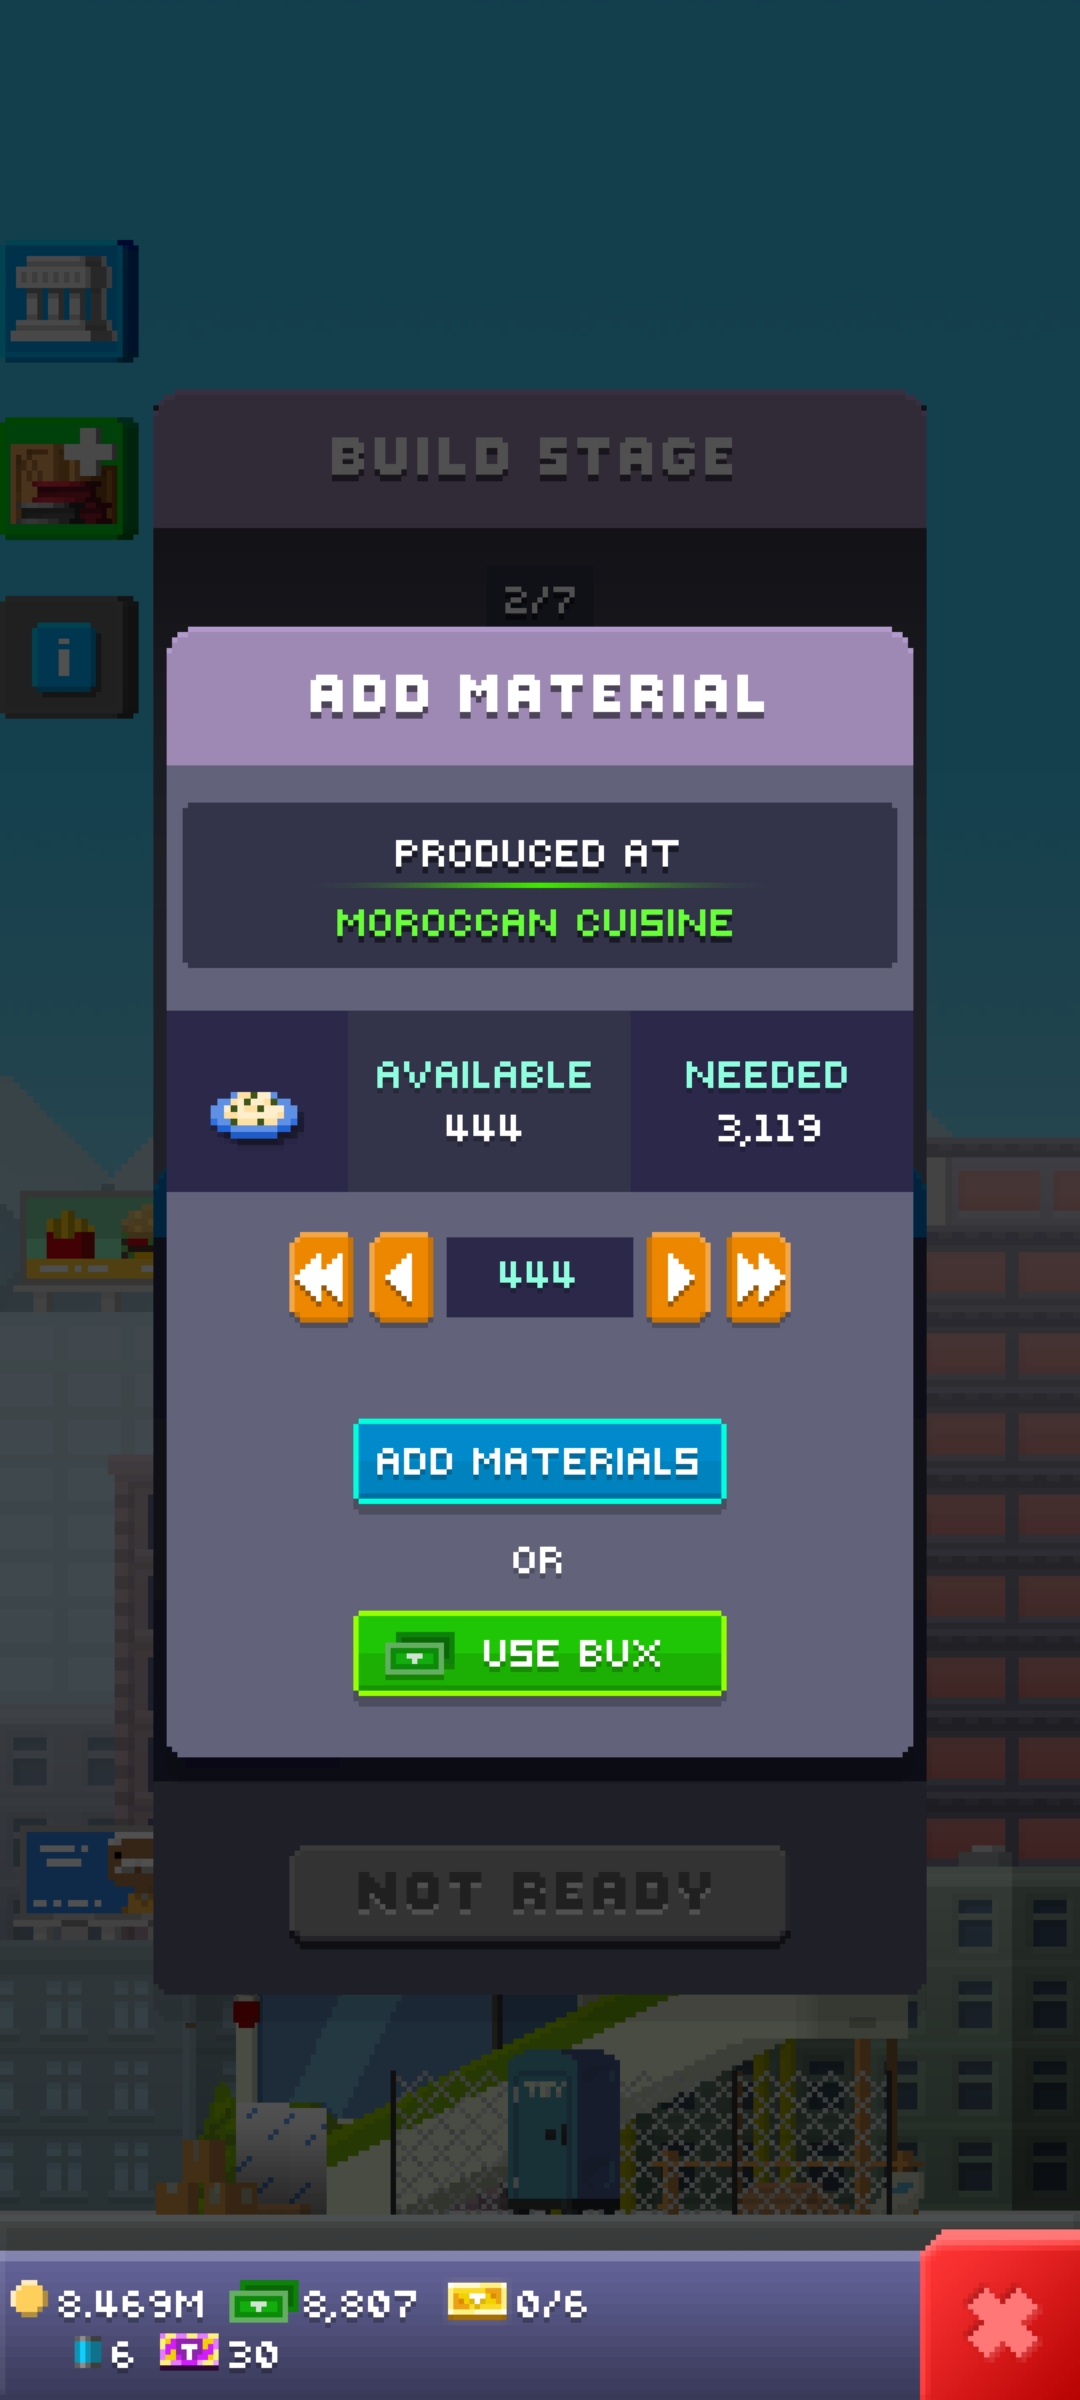 BUILD STAGE
2/7
ADD MATERIAL
PRODUCED AT
MOROCCAN CUISINE
AVAILABLE
444
NEEDED
3,119
444
ADD MATERIALS
OR
USE BUX
NOT READY
8.469M 8,807 0/6
6 30